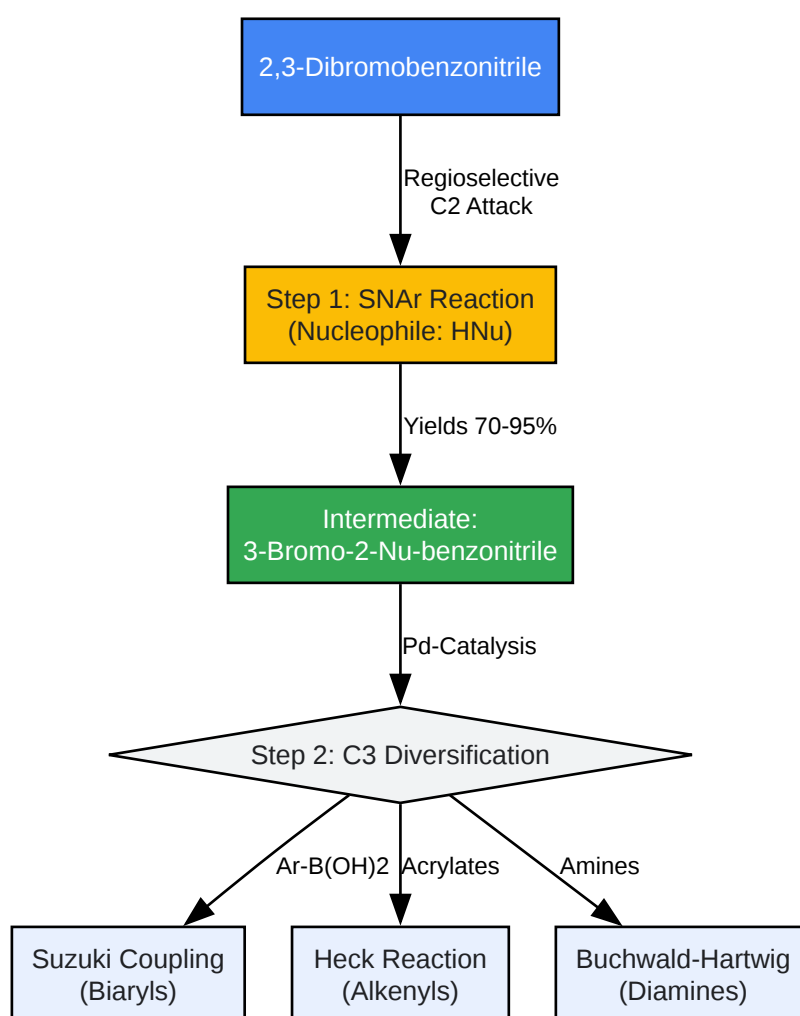 2,3-Dibromobenzonitrile
Regioselective
C2 Attack
Step 1: SNAr Reaction
(Nucleophile: HNu)
Yields 70-95%
Intermediate:
3-Bromo-2-Nu-benzonitrile
Pd-Catalysis
Step 2: C3 Diversification
Ar-B(OH)2
Acrylates
Amines
Suzuki Coupling
(Biaryls)
Heck Reaction
(Alkenyls)
Buchwald-Hartwig
(Diamines)